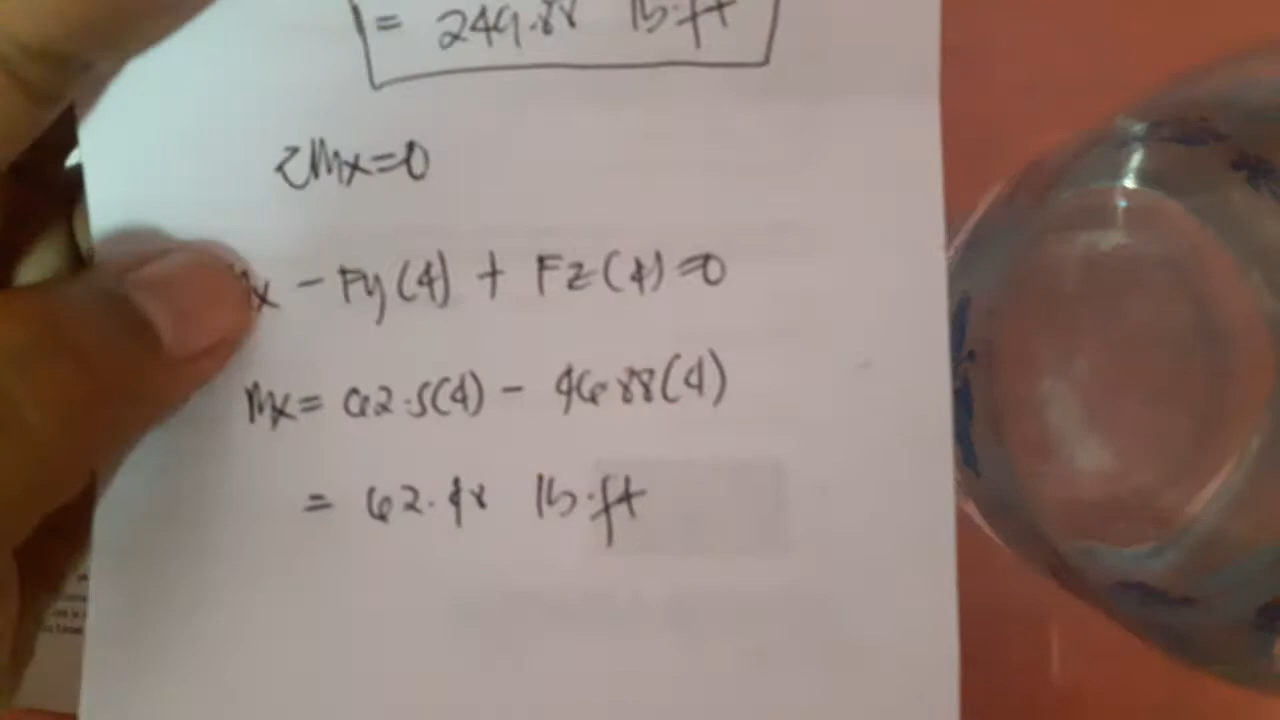 = 249.88 lb·ft
ΣMx=0
x - Fy(4) + Fz(4)=0
Mx= 62.5(4) - 46.88(4)
= 62.48 lb·ft